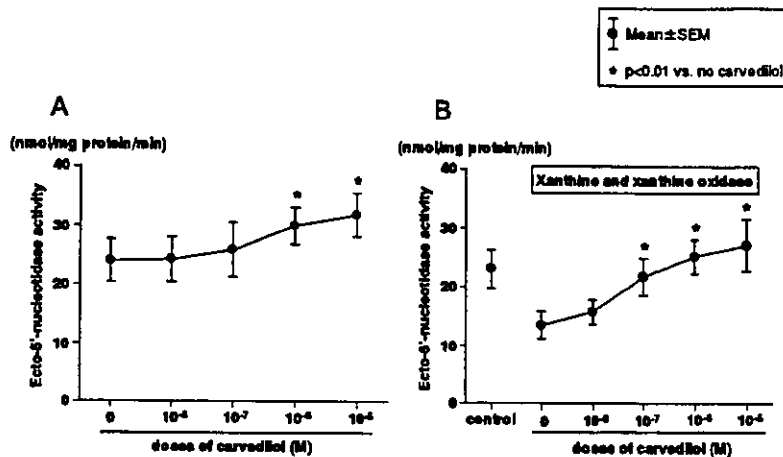 Mean±SEM
* p<0.01 vs. no carvedilol
A
(nmol/mg protein/min)
Ecto-5'-nucleotidase activity
40
30
20
10
0
* *
0 10⁻⁸ 10⁻⁷ 10⁻⁶ 10⁻⁵
doses of carvedilol (M)
B
(nmol/mg protein/min)
Ecto-5'-nucleotidase activity
40
30
20
10
0
Xanthine and xanthine oxidase
* * *
control 0 10⁻⁸ 10⁻⁷ 10⁻⁶ 10⁻⁵
doses of carvedilol (M)